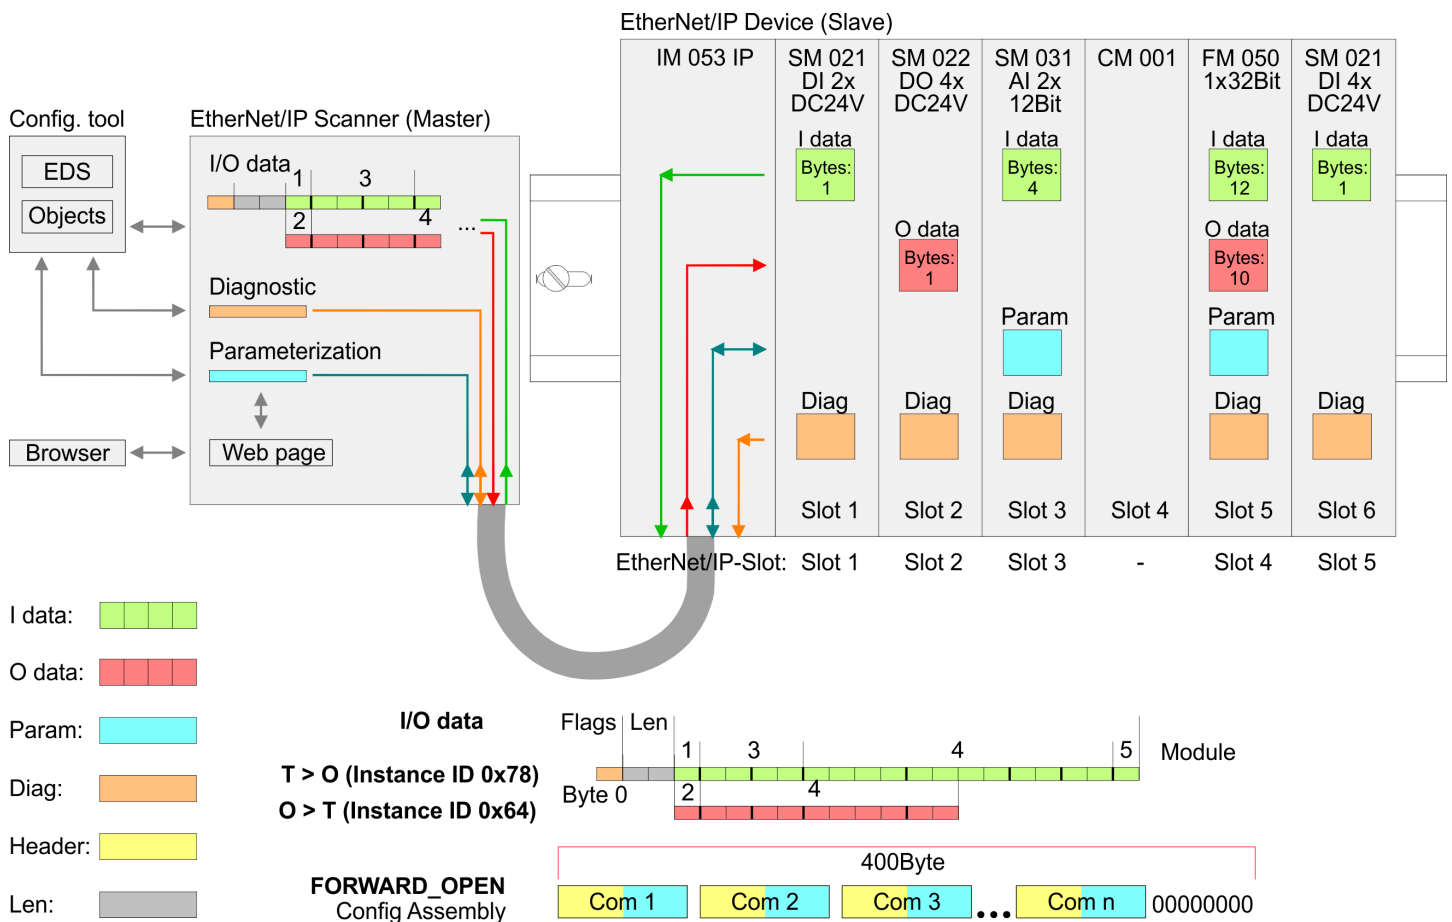 EtherNet/IP Device (Slave)
IM 053 IP
SM 021
DI 2x
DC24V
SM 022
DO 4x
DC24V
SM 031
AI 2x
12Bit
CM 001
FM 050
1x32Bit
SM 021
DI 4x
DC24V
Config. tool
EDS
Objects
Browser
EtherNet/IP Scanner (Master)
I/O data
1
3
2
4
...
Diagnostic
Parameterization
Web page
I data
Bytes:
1
I data
Bytes:
4
I data
Bytes:
12
I data
Bytes:
1
O data
Bytes:
1
O data
Bytes:
10
Param
Param
Diag
Diag
Diag
Diag
Diag
Slot 1
Slot 2
Slot 3
Slot 4
Slot 5
Slot 6
EtherNet/IP-Slot: Slot 1 Slot 2 Slot 3 - Slot 4 Slot 5
I data:
O data:
Param:
Diag:
Header:
Len:
I/O data
Flags Len
1 3 4 5 Module
T > O (Instance ID 0x78)
Byte 0 2 4
O > T (Instance ID 0x64)
400Byte
FORWARD_OPEN
Config Assembly
Com 1 Com 2 Com 3 ... Com n 00000000